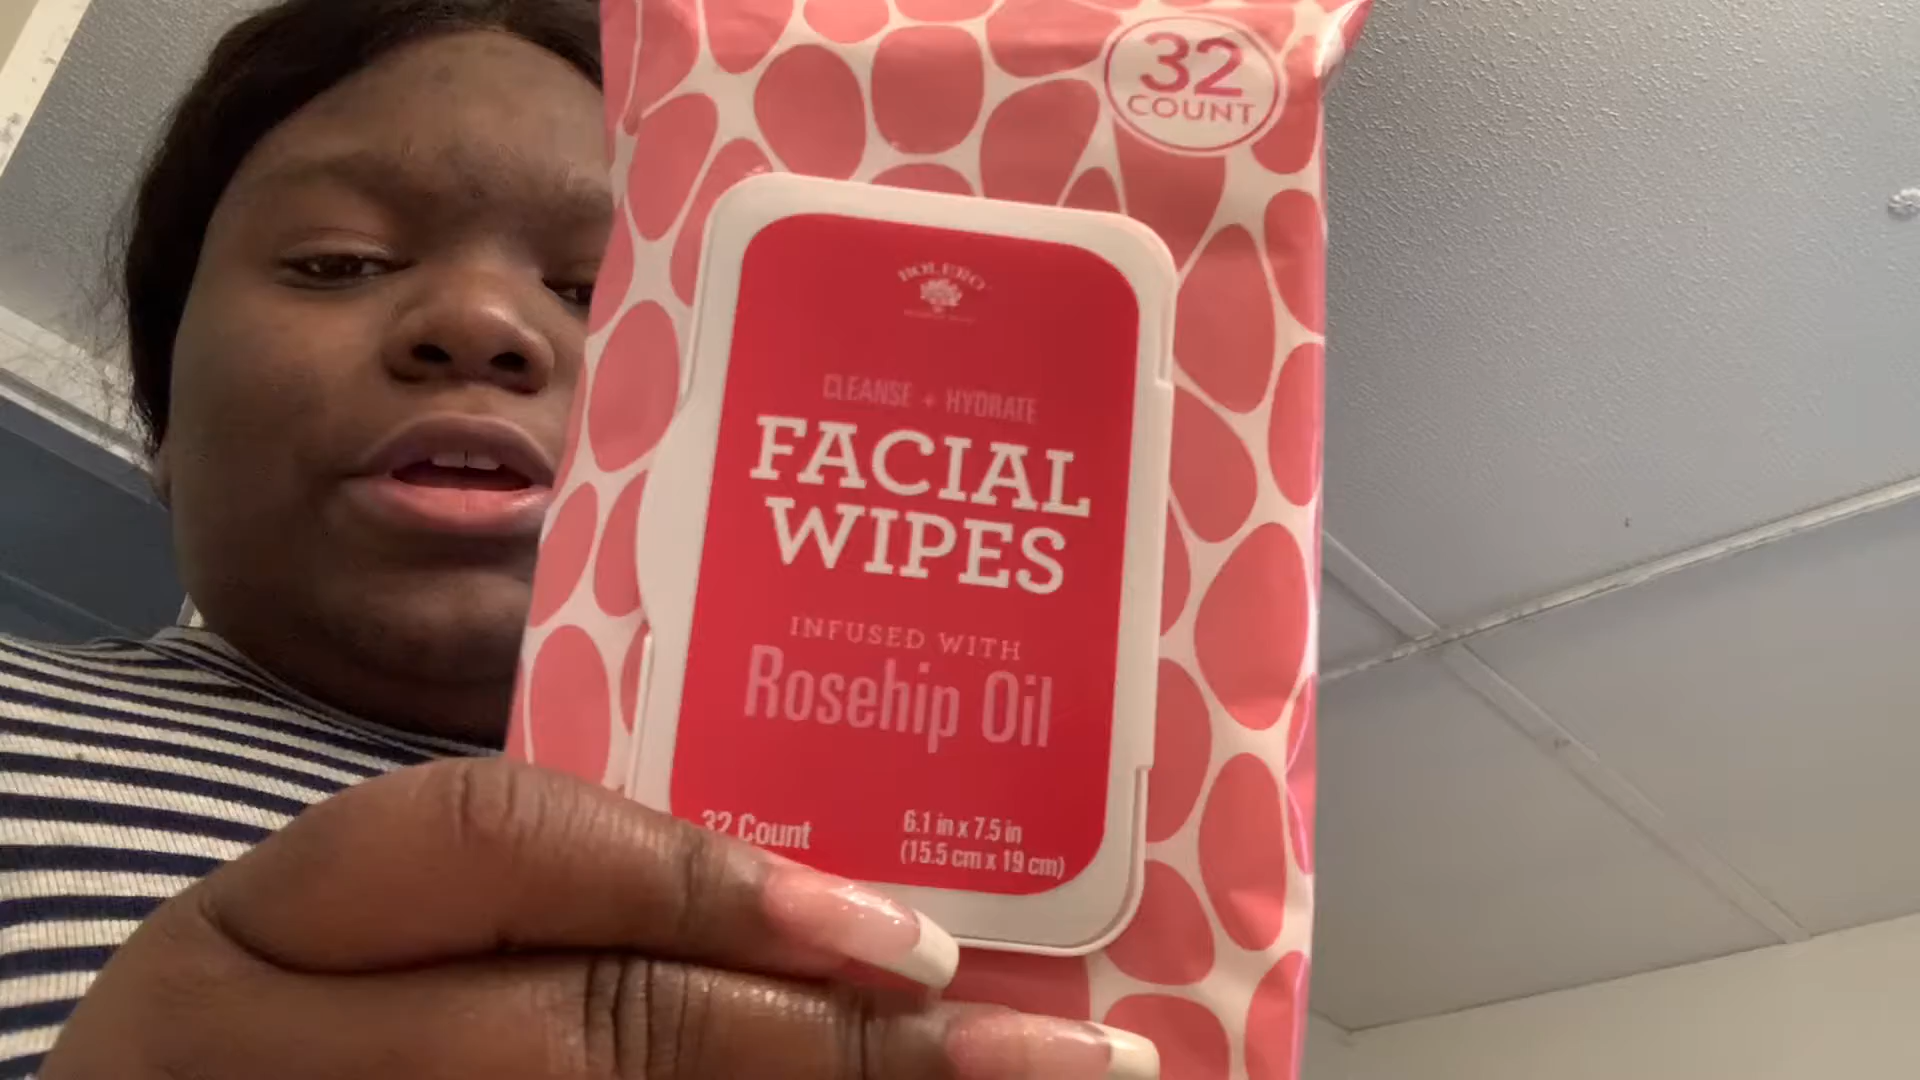 32
COUNT
BOLERO
CLEANSE + HYDRATE
FACIAL
WIPES
INFUSED WITH
Rosehip Oil
32 Count
6.1 in x 7.5 in
(15.5 cm x 19 cm)